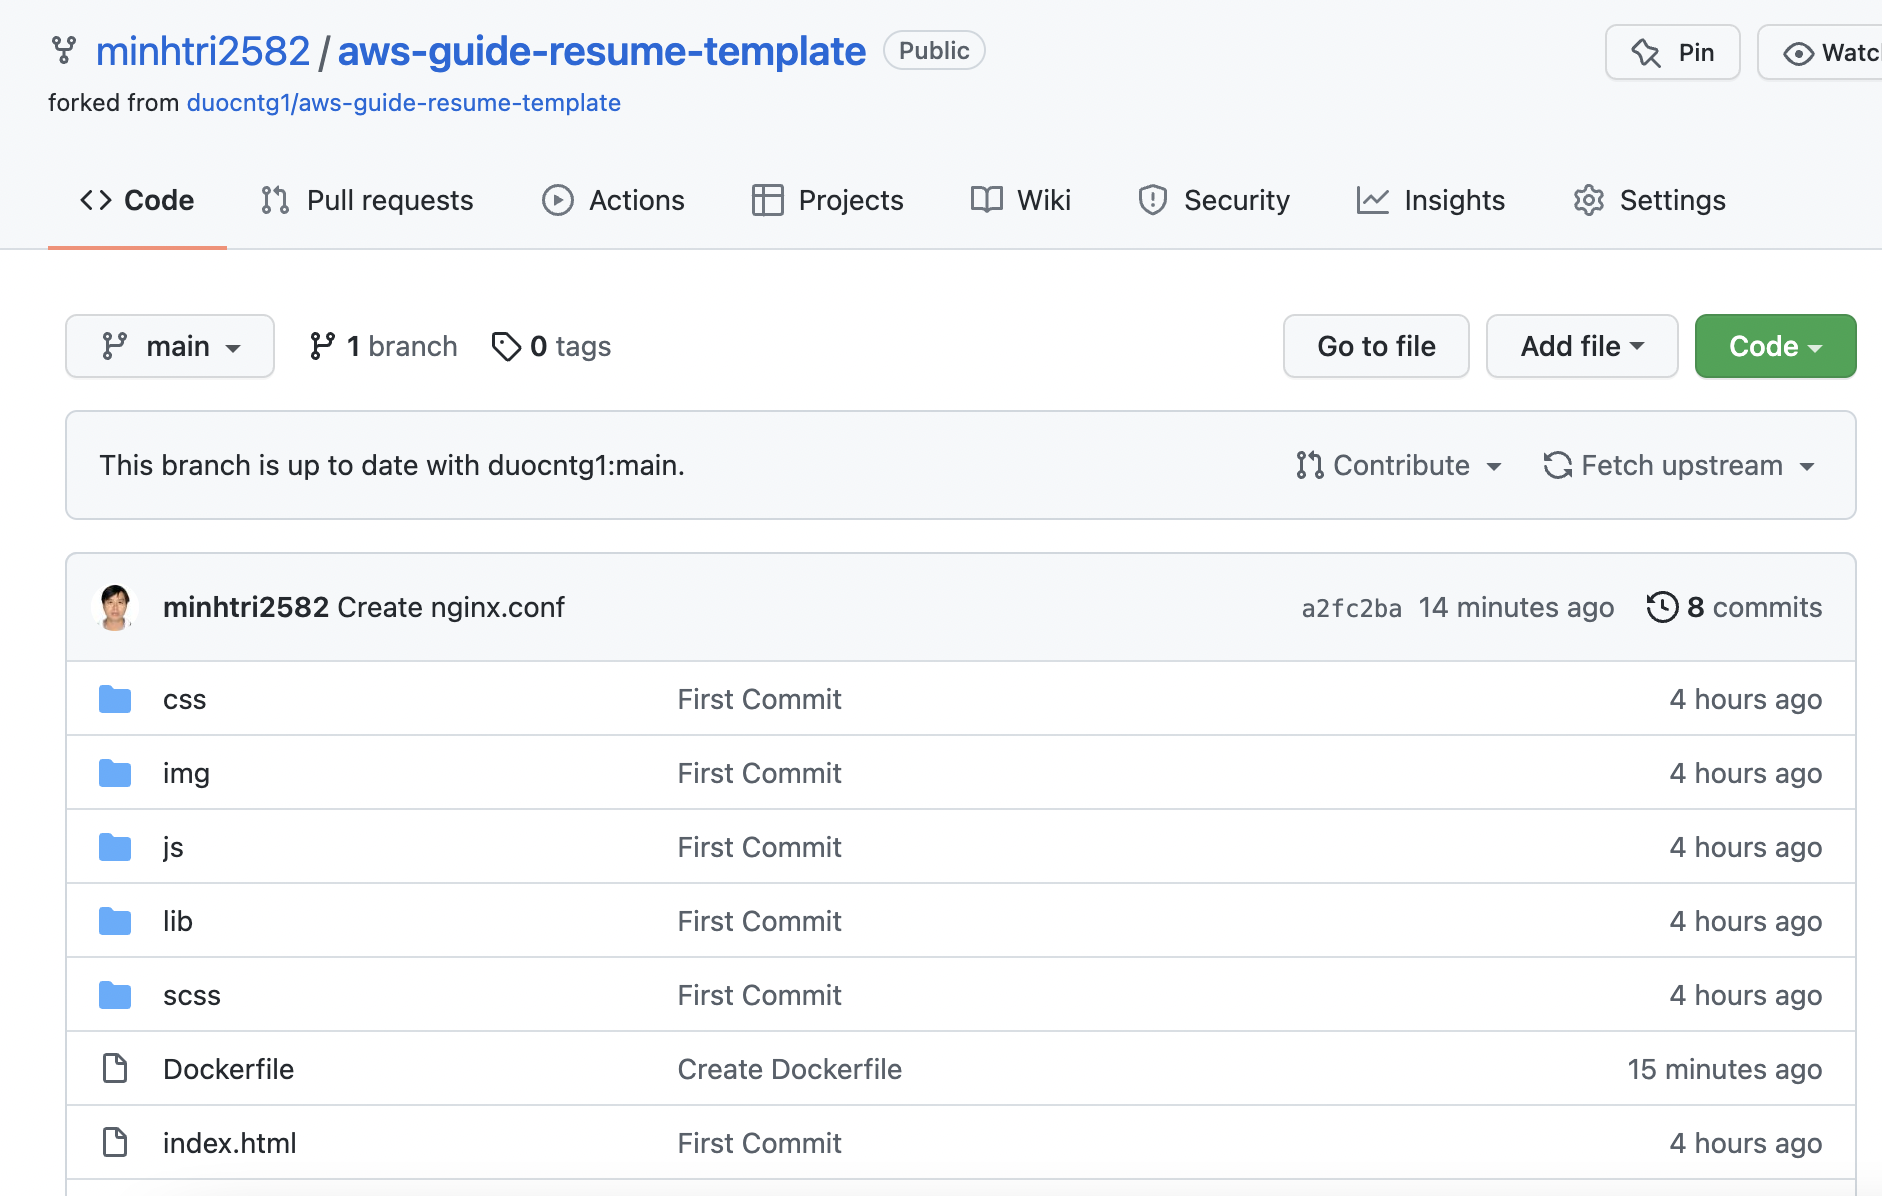 minhtri2582 / aws-guide-resume-template Public Pin
forked from duocntg1/aws-guide-resume-template
Code Pull requests Actions Projects Wiki Security Insights Settings
main 1 branch 0 tags Go to file Add file Code
This branch is up to date with duocntg1:main. Contribute Fetch upstream
minhtri2582 Create nginx.conf a2fc2ba 14 minutes ago 8 commits
css First Commit 4 hours ago
img First Commit 4 hours ago
js First Commit 4 hours ago
lib First Commit 4 hours ago
scss First Commit 4 hours ago
Dockerfile Create Dockerfile 15 minutes ago
index.html First Commit 4 hours ago